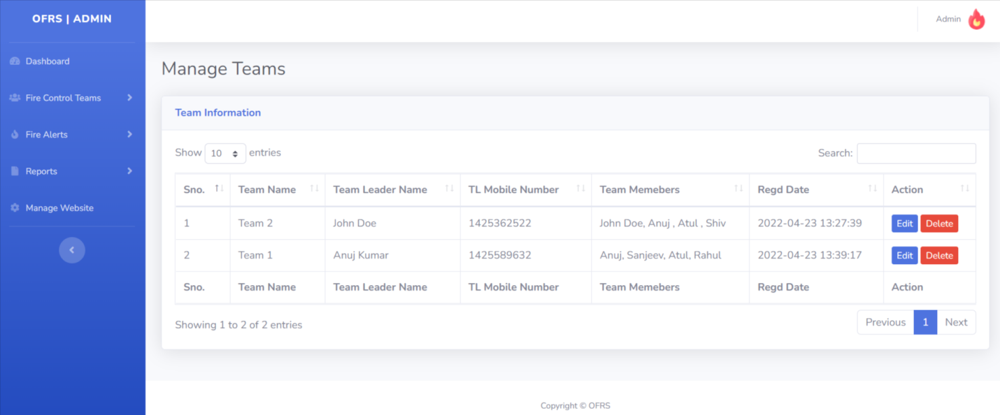 OFRS | ADMIN
Admin
Dashboard
Fire Control Teams
Fire Alerts
Reports
Manage Website
Manage Teams
Team Information
Show 10 entries
Search:
Sno. Team Name Team Leader Name TL Mobile Number Team Memebers Regd Date Action
1 Team 2 John Doe 1425362522 John Doe, Anuj , Atul , Shiv 2022-04-23 13:27:39 Edit Delete
2 Team 1 Anuj Kumar 1425589632 Anuj, Sanjeev, Atul, Rahul 2022-04-23 13:39:17 Edit Delete
Sno. Team Name Team Leader Name TL Mobile Number Team Memebers Regd Date Action
Showing 1 to 2 of 2 entries
Previous 1 Next
Copyright © OFRS